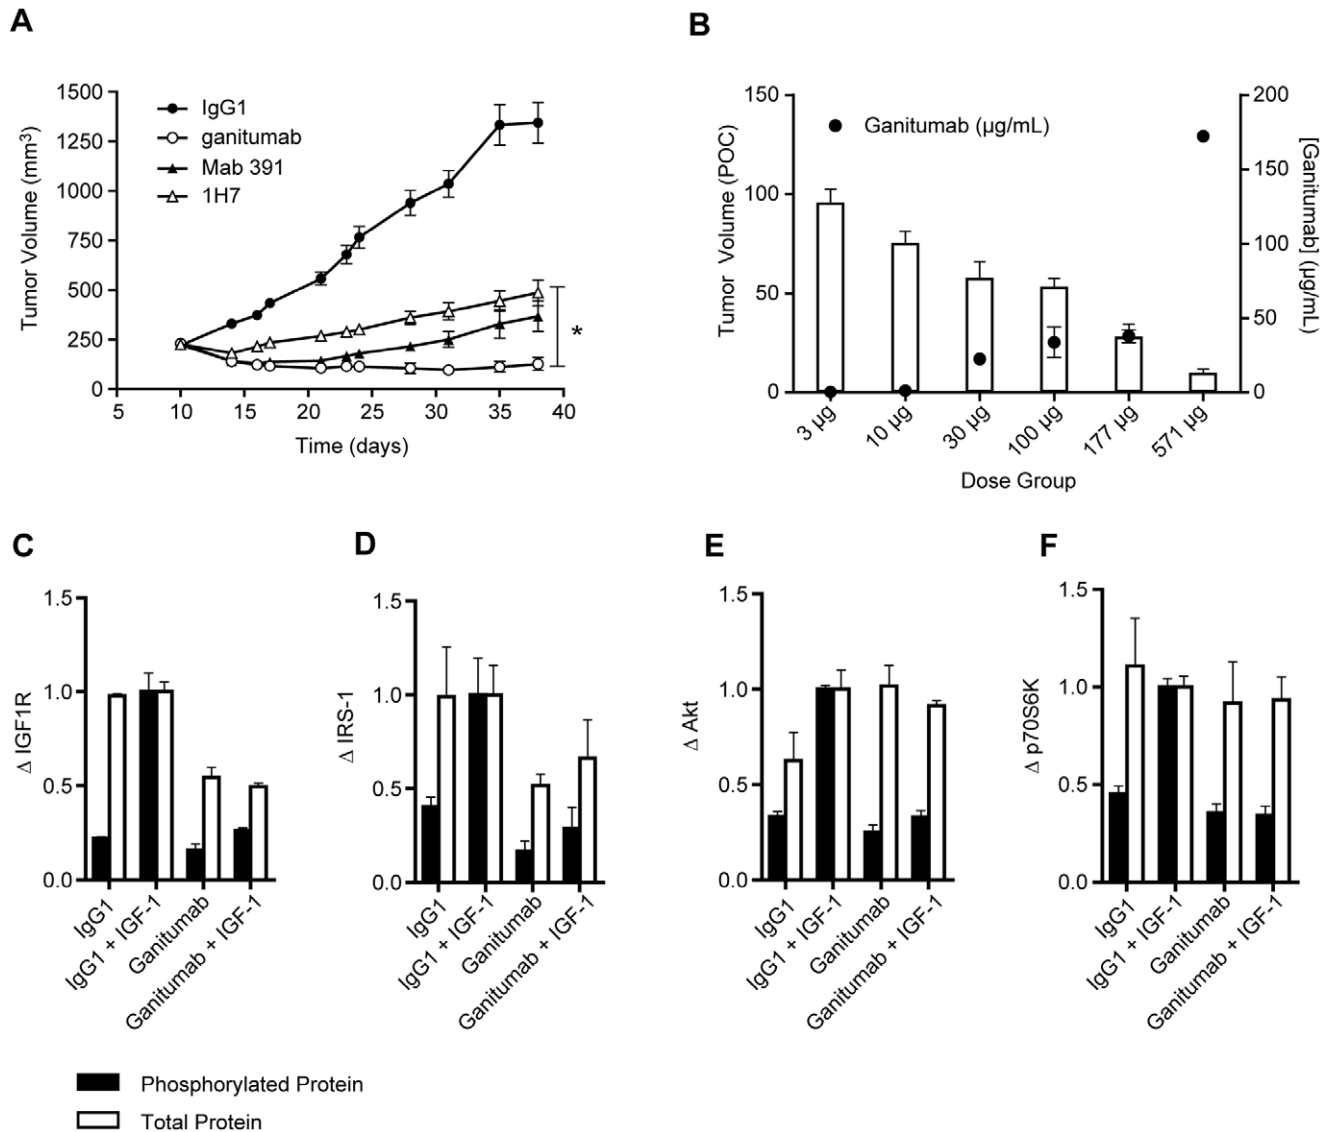 A
Tumor Volume (mm³)
1500
1250
1000
750
500
250
0
5 10 15 20 25 30 35 40
Time (days)
IgG1
ganitumab
Mab 391
1H7
*
B
Tumor Volume (POC)
150
100
50
0
Ganitumab (µg/mL)
200
150
100
50
0
[Ganitumab] (µg/mL)
3 µg 10 µg 30 µg 100 µg 177 µg 571 µg
Dose Group
C
Δ IGF1R
1.5
1.0
0.5
0.0
IgG1
IgG1 + IGF-1
Ganitumab
Ganitumab + IGF-1
D
Δ IRS-1
1.5
1.0
0.5
0.0
IgG1
IgG1 + IGF-1
Ganitumab
Ganitumab + IGF-1
E
Δ Akt
1.5
1.0
0.5
0.0
IgG1
IgG1 + IGF-1
Ganitumab
Ganitumab + IGF-1
F
Δ p70S6K
1.5
1.0
0.5
0.0
IgG1
IgG1 + IGF-1
Ganitumab
Ganitumab + IGF-1
Phosphorylated Protein
Total Protein